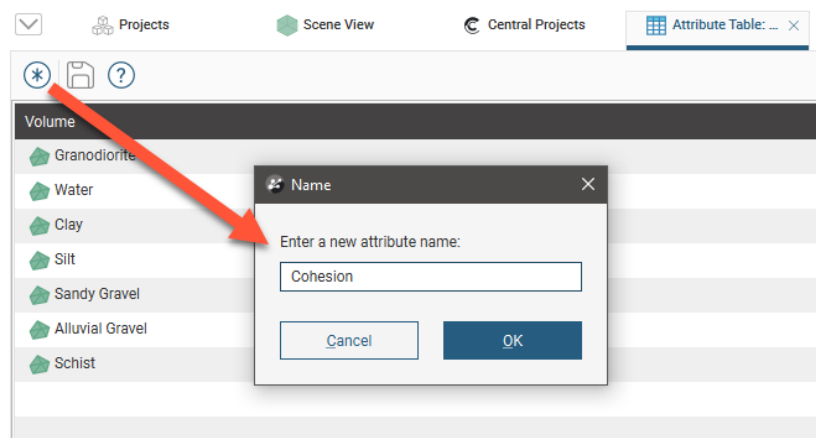 Projects
Scene View
Central Projects
Attribute Table: ...
Volume
Granodiorite
Water
Clay
Silt
Sandy Gravel
Alluvial Gravel
Schist
Name
Enter a new attribute name:
Cohesion
Cancel
OK